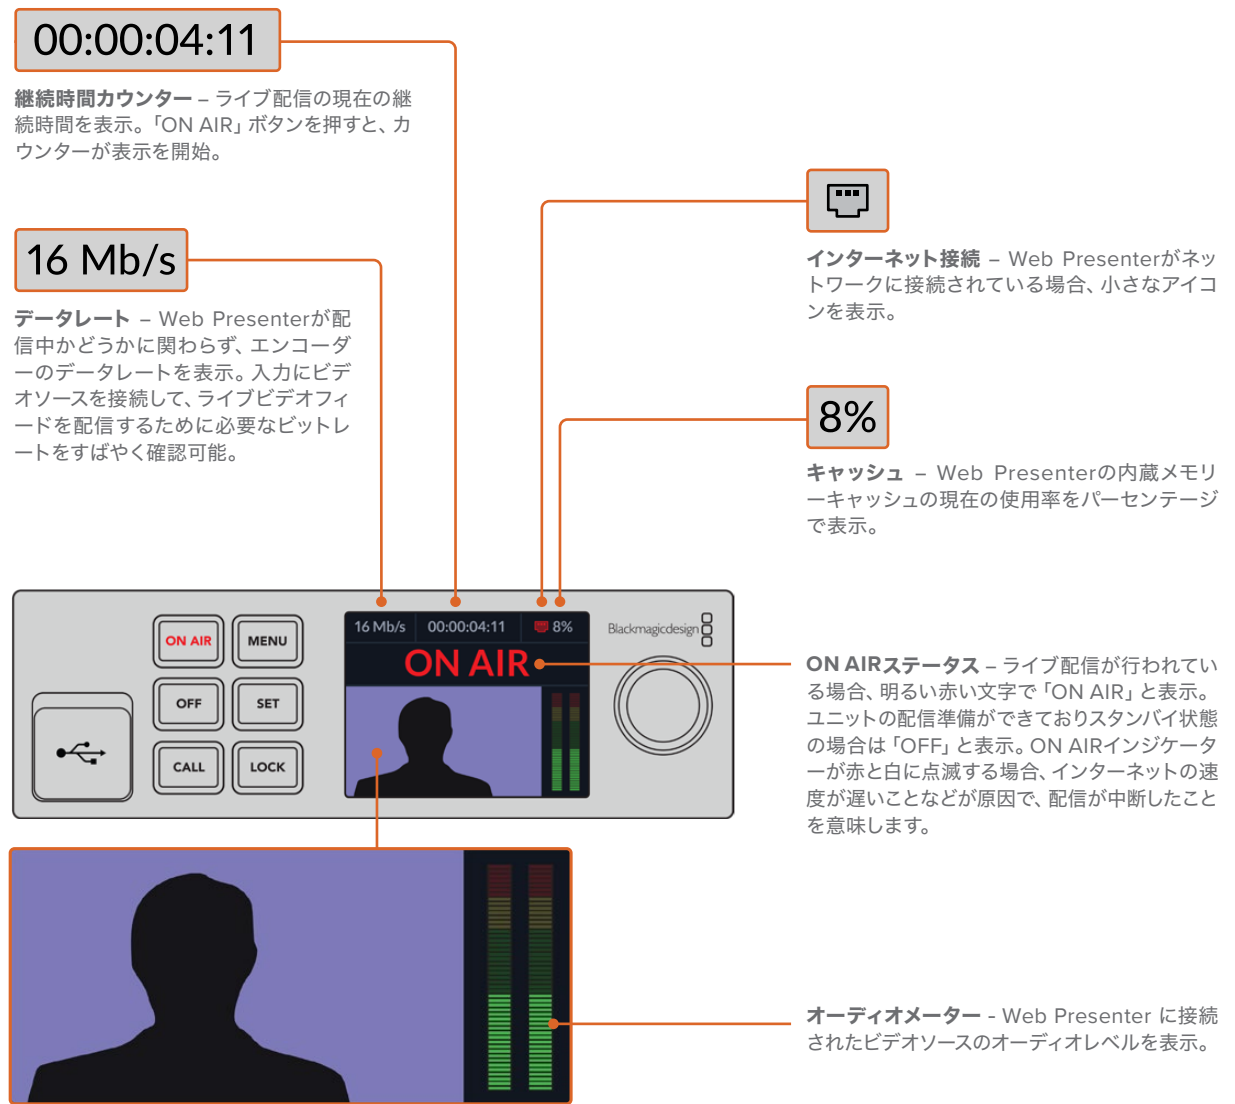 00:00:04:11
継続時間カウンター – ライブ配信の現在の継
続時間を表示。「ON AIR」ボタンを押すと、カ
ウンターが表示を開始。
16 Mb/s
データレート – Web Presenterが配
信中かどうかに関わらず、エンコーダ
ーのデータレートを表示。入力にビデ
オソースを接続して、ライブビデオフィ
ードを配信するために必要なビットレ
ートをすばやく確認可能。
インターネット接続 – Web Presenterがネッ
トワークに接続されている場合、小さなアイコ
ンを表示。
8%
キャッシュ – Web Presenterの内蔵メモリ
ーキャッシュの現在の使用率をパーセンテージ
で表示。
ON AIR MENU
OFF SET
CALL LOCK
16 Mb/s 00:00:04:11 8%
ON AIR
Blackmagicdesign
ON AIRステータス – ライブ配信が行われてい
る場合、明るい赤い文字で「ON AIR」と表示。
ユニットの配信準備ができておりスタンバイ状態
の場合は「OFF」と表示。ON AIRインジケータ
ーが赤と白に点滅する場合、インターネットの速
度が遅いことなどが原因で、配信が中断したこと
を意味します。
オーディオメーター - Web Presenter に接続
されたビデオソースのオーディオレベルを表示。